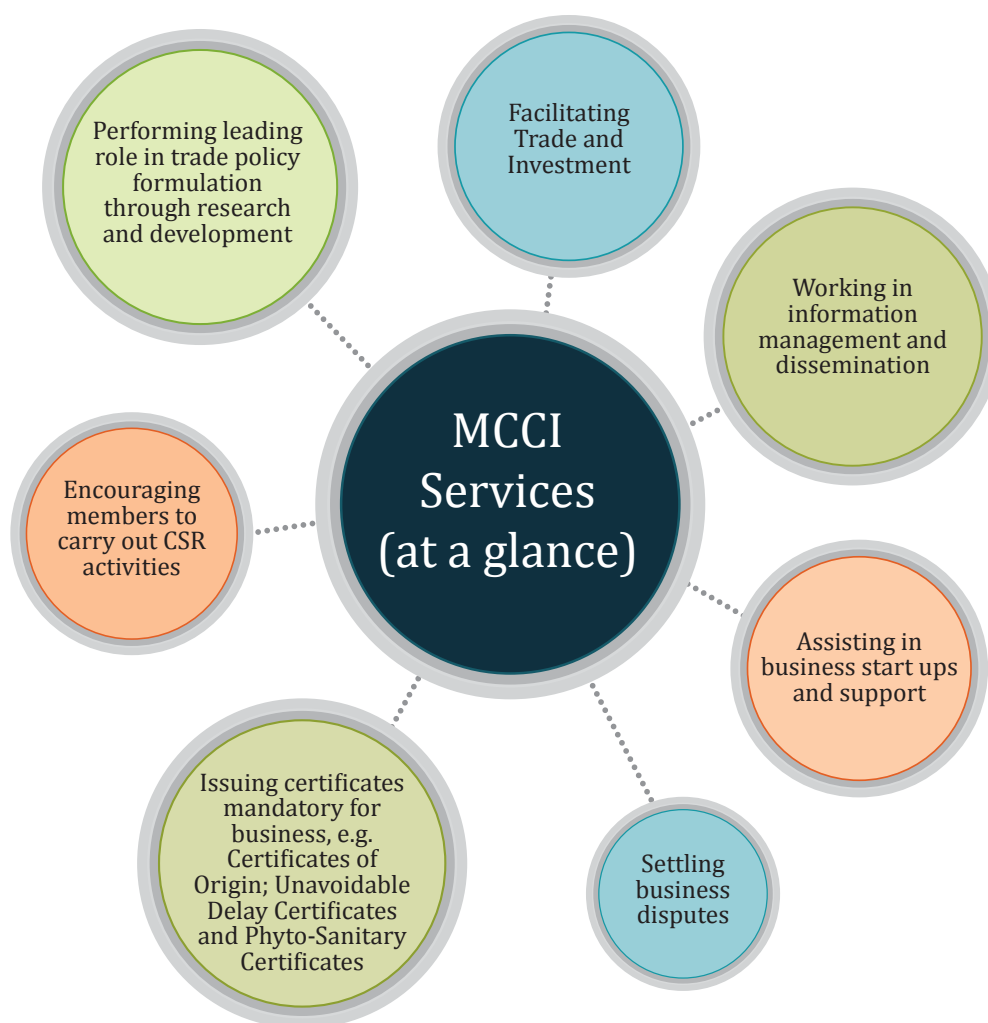 Performing leading
role in trade policy
formulation
through research
and development
Facilitating
Trade and
Investment
Working in
information
management and
dissemination
MCCI
Services
(at a glance)
Encouraging
members to
carry out CSR
activities
Assisting in
business start ups
and support
Issuing certificates
mandatory for
business, e.g.
Certificates of
Origin; Unavoidable
Delay Certificates
and Phyto-Sanitary
Certificates
Settling
business
disputes